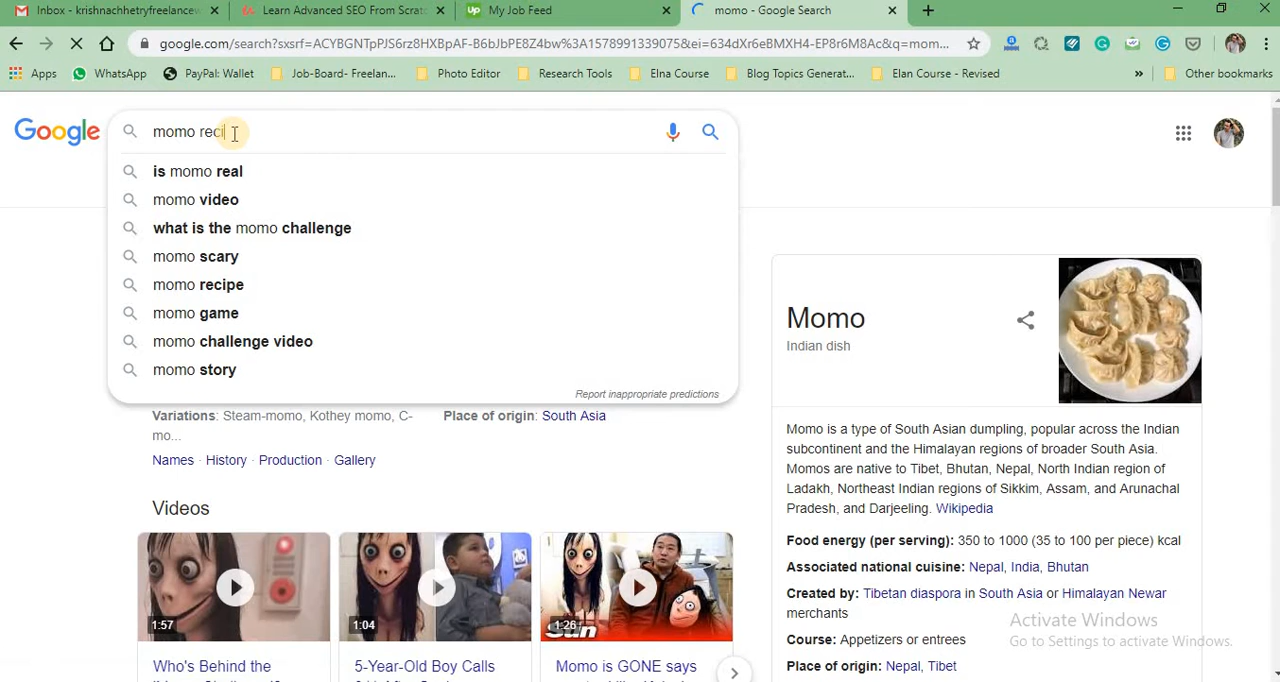 Inbox - krishnachhetryfreelancew
Learn Advanced SEO From Scrat
My Job Feed
momo - Google Search
google.com/search?sxsrf=ACYBGNTpPJS6rz8HXBpAF-B6bJbPE8Z4bw%3A1578991339075&ei=634dXr6eBMXH4-EP8r6M8Ac&q=mom...
Apps
WhatsApp
PayPal: Wallet
Job-Board- Freelan...
Photo Editor
Research Tools
Elna Course
Blog Topics Generat...
Elan Course - Revised
»
Other bookmarks
Google
momo reci
is momo real
momo video
what is the momo challenge
momo scary
momo recipe
momo game
momo challenge video
momo story
Report inappropriate predictions
Variations: Steam-momo, Kothey momo, C-
mo...
Place of origin: South Asia
Names · History · Production · Gallery
Videos
1:57
1:04
Sun
1:26
Who's Behind the
5-Year-Old Boy Calls
Momo is GONE says
Momo
Indian dish
Momo is a type of South Asian dumpling, popular across the Indian
subcontinent and the Himalayan regions of broader South Asia.
Momos are native to Tibet, Bhutan, Nepal, North Indian region of
Ladakh, Northeast Indian regions of Sikkim, Assam, and Arunachal
Pradesh, and Darjeeling. Wikipedia
Food energy (per serving): 350 to 1000 (35 to 100 per piece) kcal
Associated national cuisine: Nepal, India, Bhutan
Created by: Tibetan diaspora in South Asia or Himalayan Newar
merchants
Course: Appetizers or entrees
Place of origin: Nepal, Tibet
Activate Windows
Go to Settings to activate Windows.